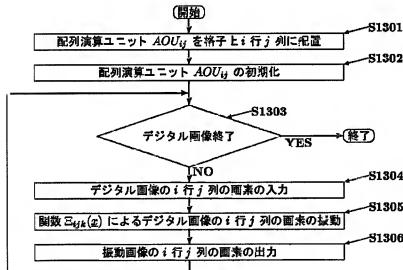 開始
S1301
配列演算ユニット AOUij を格子上 i 行 j 列に配置
S1302
配列演算ユニット AOUij の初期化
S1303
デジタル画像終了
YES
終了
NO
S1304
デジタル画像の i 行 j 列の画素の入力
S1305
関数 Ξijk(x) によるデジタル画像の i 行 j 列の画素の振動
S1306
振動画像の i 行 j 列の画素の出力